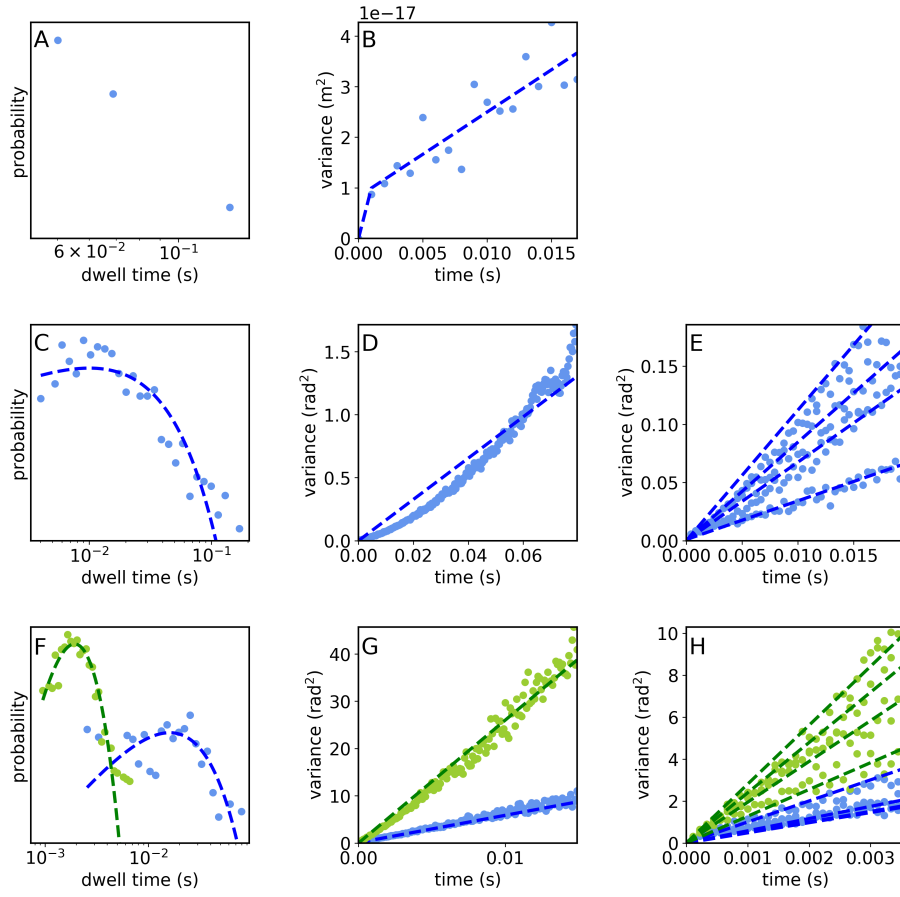 1e−17
A
B
probability
6 × 10−2
10−1
dwell time (s)
variance (m2)
4
3
2
1
0
0.000
0.005
0.010
0.015
time (s)
C
D
E
probability
10−2
10−1
dwell time (s)
variance (rad2)
1.5
1.0
0.5
0.0
0.00
0.02
0.04
0.06
time (s)
variance (rad2)
0.15
0.10
0.05
0.00
0.000
0.005
0.010
0.015
time (s)
F
G
H
probability
10−3
10−2
dwell time (s)
variance (rad2)
40
30
20
10
0
0.00
0.01
time (s)
variance (rad2)
10
8
6
4
2
0
0.000
0.001
0.002
0.003
time (s)